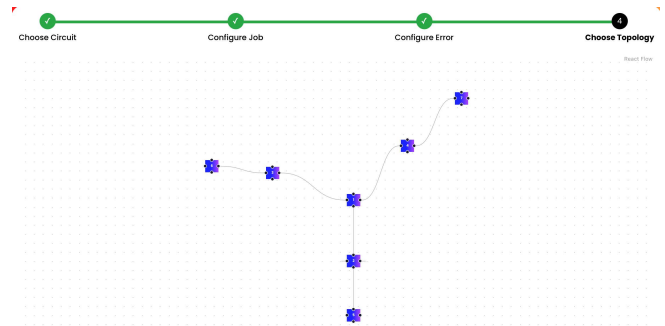 4
Choose Circuit
Configure Job
Configure Error
Choose Topology
React Flow